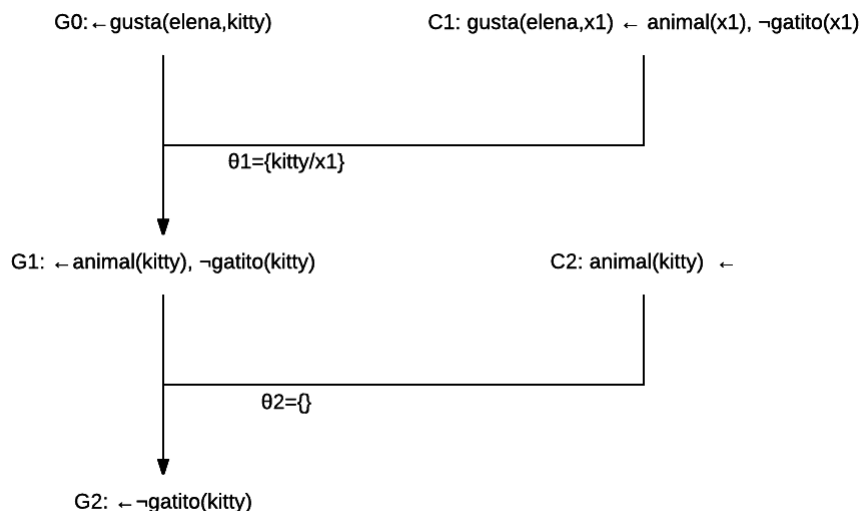 G0:←gusta(elena,kitty)
C1: gusta(elena,x1) ← animal(x1), ¬gatito(x1)
θ1={kitty/x1}
G1: ←animal(kitty), ¬gatito(kitty)
C2: animal(kitty) ←
θ2={}
G2: ←¬gatito(kitty)